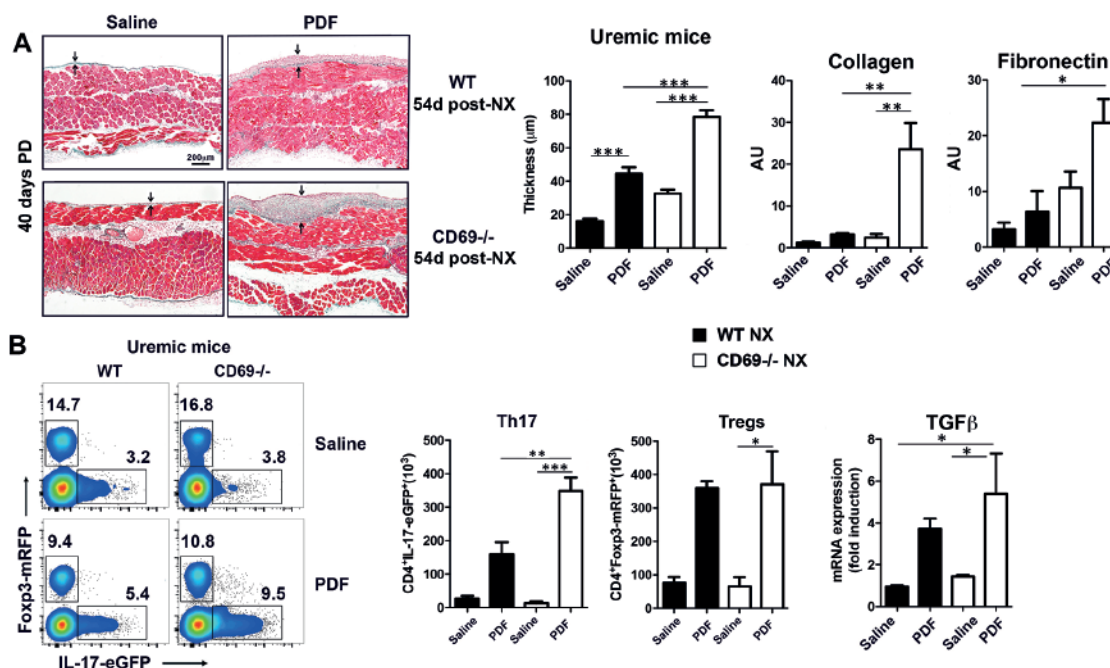 A
Saline
PDF
40 days PD
200µm
WT
54d post-NX
CD69-/-
54d post-NX
Uremic mice
Thickness (µm)
100
80
60
40
20
0
***
***
***
Saline
PDF
Saline
PDF
Collagen
AU
40
30
20
10
0
**
**
Saline
PDF
Saline
PDF
Fibronectin
AU
30
20
10
0
*
Saline
PDF
Saline
PDF
WT NX
CD69-/- NX
B
Uremic mice
WT
CD69-/-
14.7
3.2
16.8
3.8
Saline
9.4
5.4
10.8
9.5
PDF
Foxp3-mRFP
IL-17-eGFP
Th17
CD4⁺IL-17-eGFP⁺(10³)
500
400
300
200
100
0
**
***
Saline
PDF
Saline
PDF
Tregs
CD4⁺Foxp3-mRFP⁺(10³)
500
400
300
200
100
0
*
Saline
PDF
Saline
PDF
TGFβ
mRNA expression
(fold induction)
8
6
4
2
0
*
*
Saline
PDF
Saline
PDF